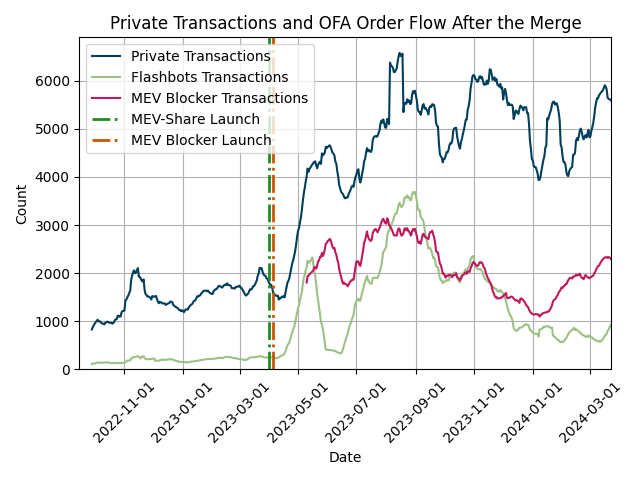 Private Transactions and OFA Order Flow After the Merge
Private Transactions
Flashbots Transactions
MEV Blocker Transactions
MEV-Share Launch
MEV Blocker Launch
Count
6000
5000
4000
3000
2000
1000
0
2022-11-01
2023-01-01
2023-03-01
2023-05-01
2023-07-01
2023-09-01
2023-11-01
2024-01-01
2024-03-01
Date